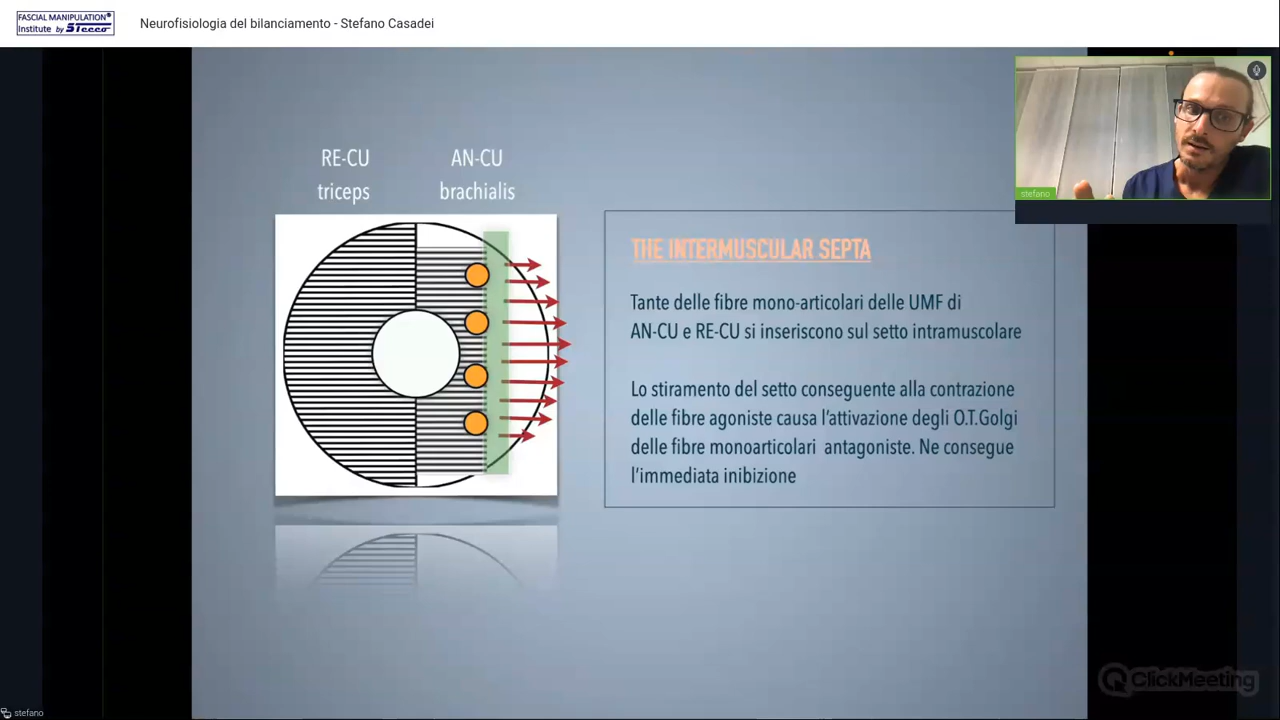 FASCIAL MANIPULATION®
Institute by STECCO
Neurofisiologia del bilanciamento - Stefano Casadei
stefano
RE-CU AN-CU
triceps brachialis
THE INTERMUSCULAR SEPTA
Tante delle fibre mono-articolari delle UMF di
AN-CU e RE-CU si inseriscono sul setto intramuscolare
Lo stiramento del setto conseguente alla contrazione
delle fibre agoniste causa l'attivazione degli O.T.Golgi
delle fibre monoarticolari antagoniste. Ne consegue
l'immediata inibizione
ClickMeeting
stefano